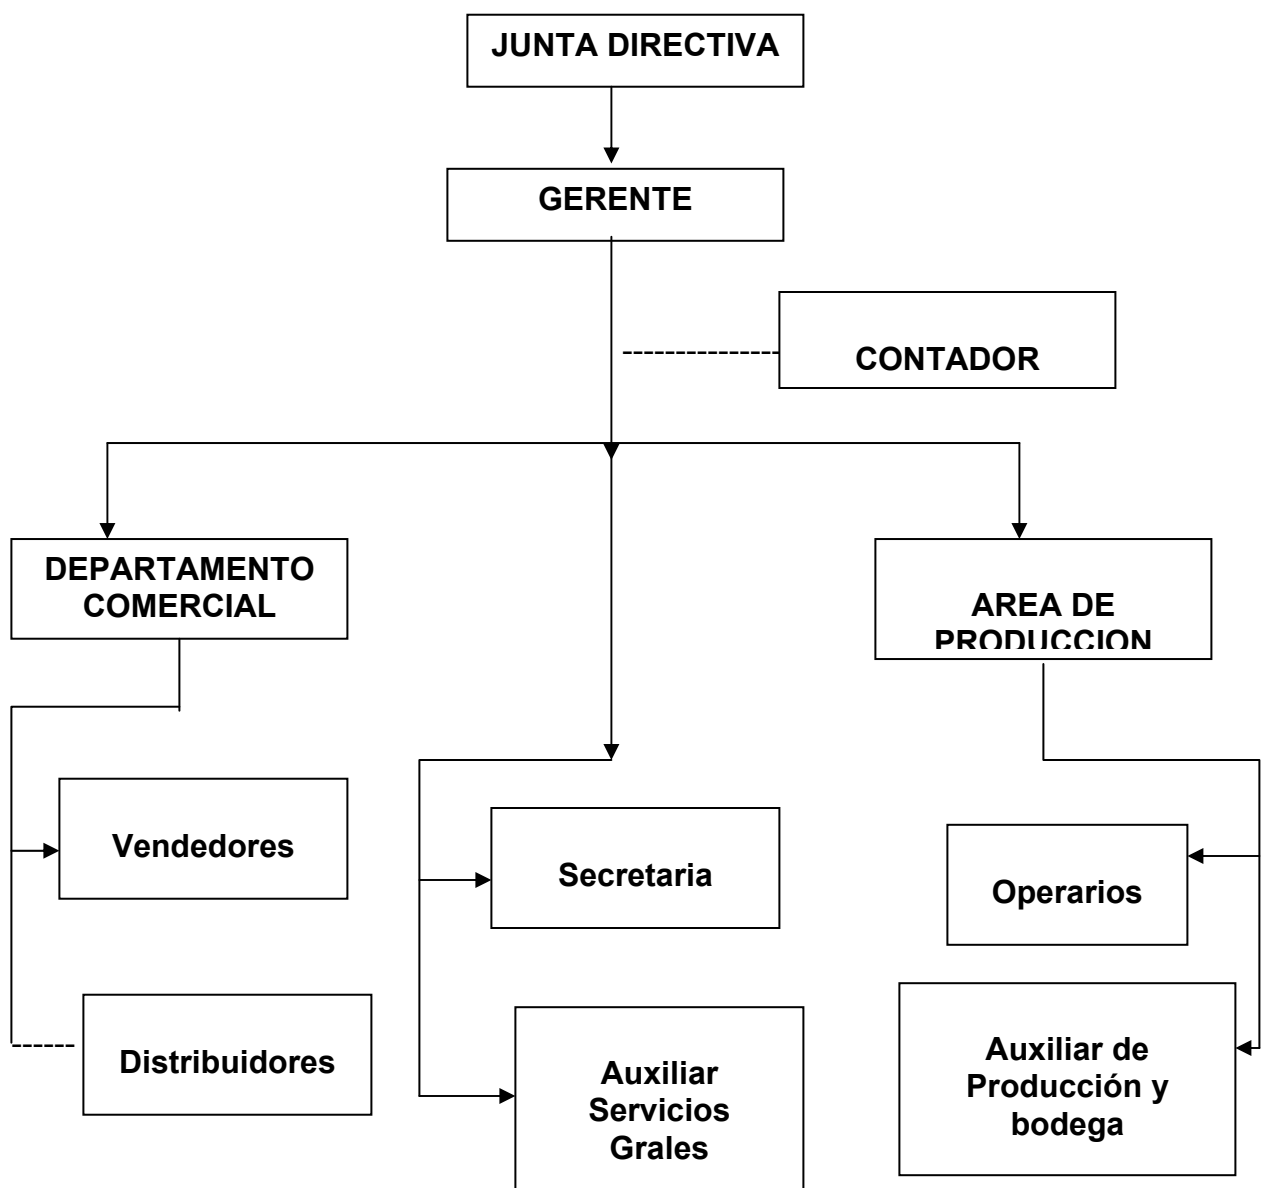 JUNTA DIRECTIVA
GERENTE
CONTADOR
DEPARTAMENTO
COMERCIAL
AREA DE
PRODUCCION
Vendedores
Secretaria
Operarios
Distribuidores
Auxiliar
Servicios
Grales
Auxiliar de
Producción y
bodega